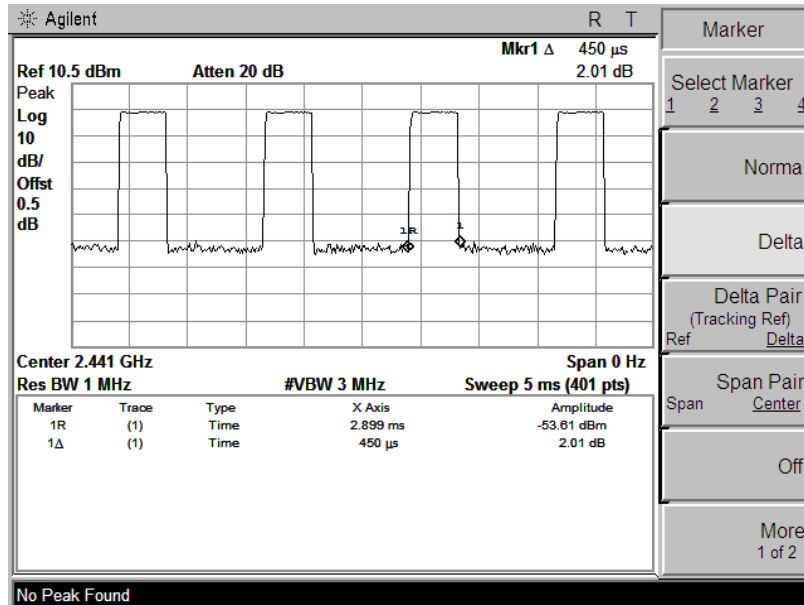 Agilent
R T
Mkr1 Δ 450 µs
2.01 dB
Ref 10.5 dBm
Atten 20 dB
Peak
Log
10
dB/
Offst
0.5
dB
1R
1
Center 2.441 GHz
Span 0 Hz
Res BW 1 MHz
#VBW 3 MHz
Sweep 5 ms (401 pts)
Marker Trace Type X Axis Amplitude
1R (1) Time 2.899 ms -53.61 dBm
1Δ (1) Time 450 µs 2.01 dB
No Peak Found
Marker
Select Marker
1 2 3 4
Norma
Delta
Delta Pair
(Tracking Ref)
Ref Delta
Span Pair
Span Center
Off
More
1 of 2